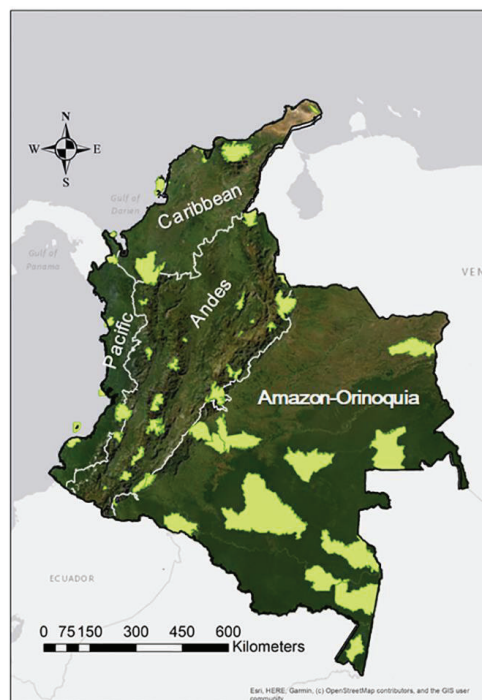 N
W E
S
Gulf of
Darien
Caribbean
Gulf of
Panama
VEN
Andes
Pacific
Amazon-Orinoquia
ECUADOR
0 75 150 300 450 600
Kilometers
Esri, HERE, Garmin, (c) OpenStreetMap contributors, and the GIS user
community